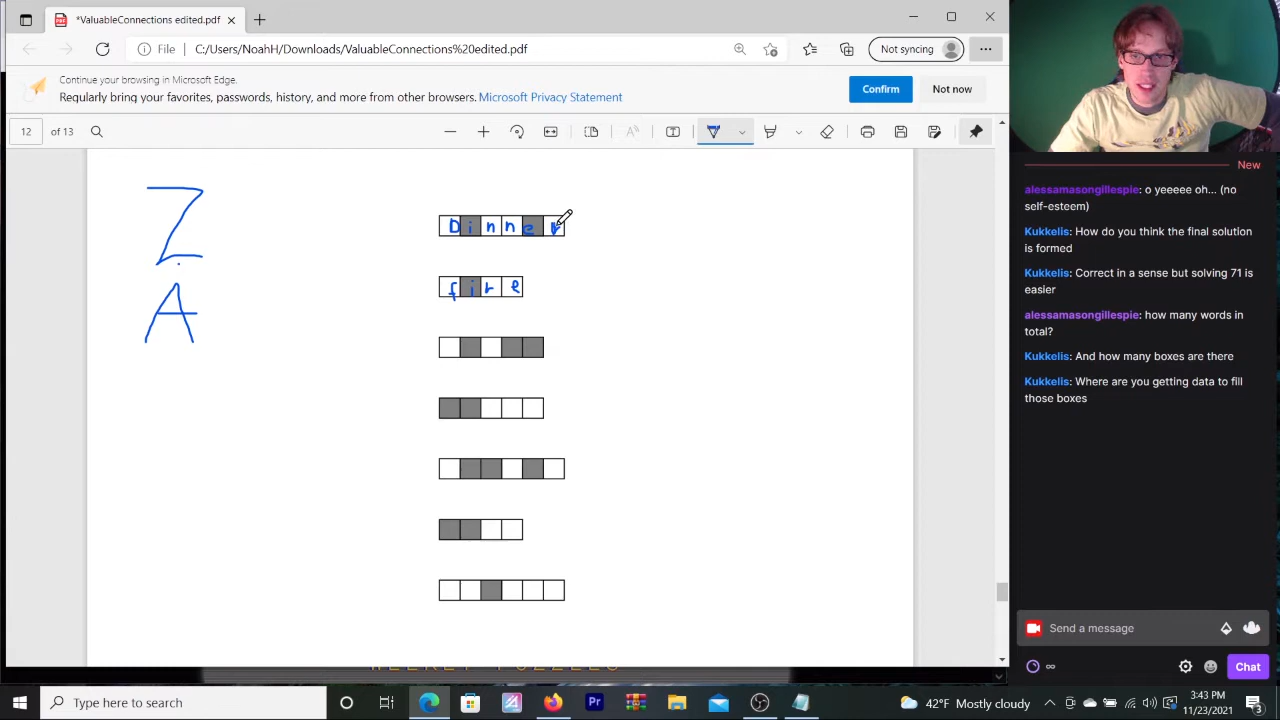 *ValuableConnections edited.pdf
File
C:/Users/NoahH/Downloads/ValuableConnections%20edited.pdf
Not syncing
Continue your browsing in Microsoft Edge.
Regularly bring your favorites, passwords, history, and more from other browsers. Microsoft Privacy Statement
Confirm
Not now
12 of 13
Z
A
Dinner
fire
New
alessamasongillespie: o yeeeee oh... (no
self-esteem)
Kukkelis: How do you think the final solution
is formed
Kukkelis: Correct in a sense but solving 71 is
easier
alessamasongillespie: how many words in
total?
Kukkelis: And how many boxes are there
Kukkelis: Where are you getting data to fill
those boxes
Send a message
Chat
Type here to search
42°F Mostly cloudy
3:43 PM
11/23/2021
3